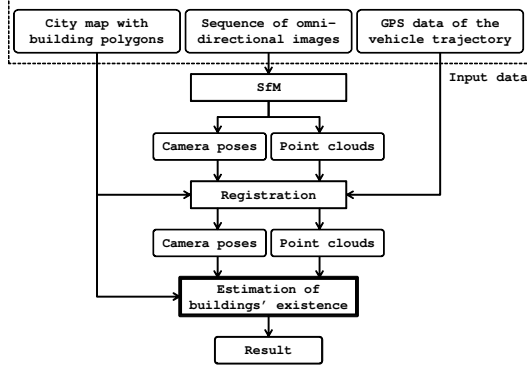 City map with
building polygons
Sequence of omni-
directional images
GPS data of the
vehicle trajectory
Input data
SfM
Camera poses
Point clouds
Registration
Camera poses
Point clouds
Estimation of
buildings' existence
Result